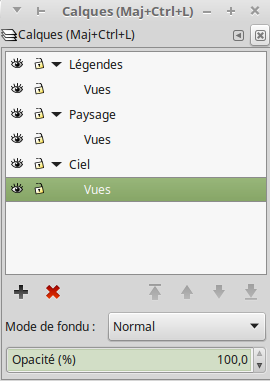 Calques (Maj+Ctrl+L)
Calques (Maj+Ctrl+L)
Légendes
Vues
Paysage
Vues
Ciel
Vues
Mode de fondu : Normal
Opacité (%) 100,0